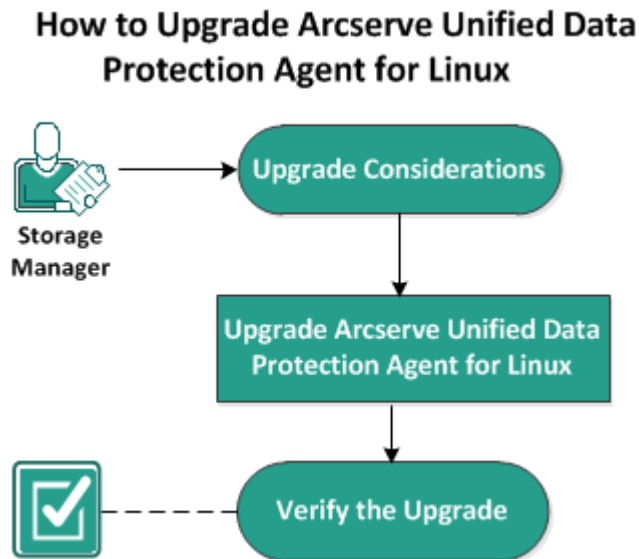 How to Upgrade Arcserve Unified Data
Protection Agent for Linux
Upgrade Considerations
Storage
Manager
Upgrade Arcserve Unified Data
Protection Agent for Linux
Verify the Upgrade